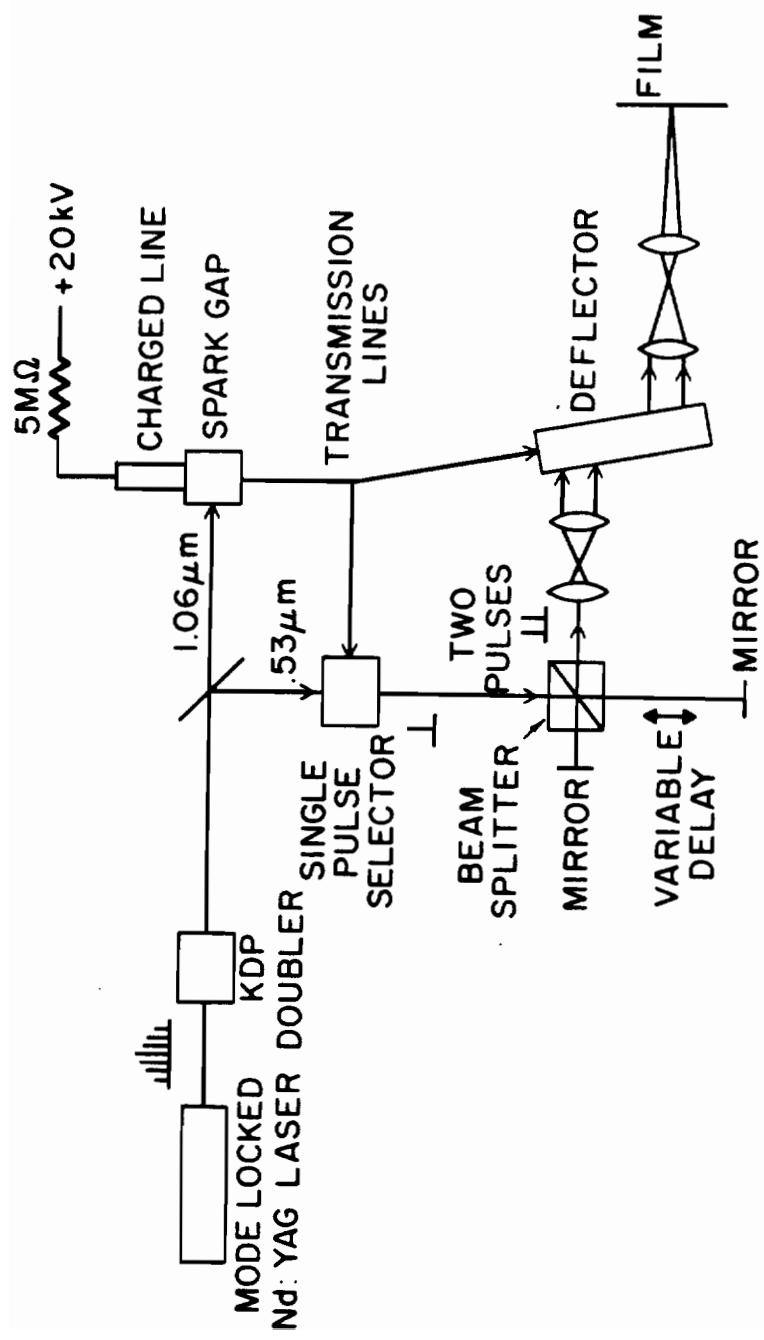 5MΩ
+20kV
CHARGED LINE
SPARK GAP
1.06μm
TRANSMISSION
LINES
.53μm
MODE LOCKED
Nd: YAG LASER
KDP
DOUBLER
SINGLE
PULSE
SELECTOR
TWO
PULSES
BEAM
SPLITTER
MIRROR
VARIABLE
DELAY
MIRROR
DEFLECTOR
FILM